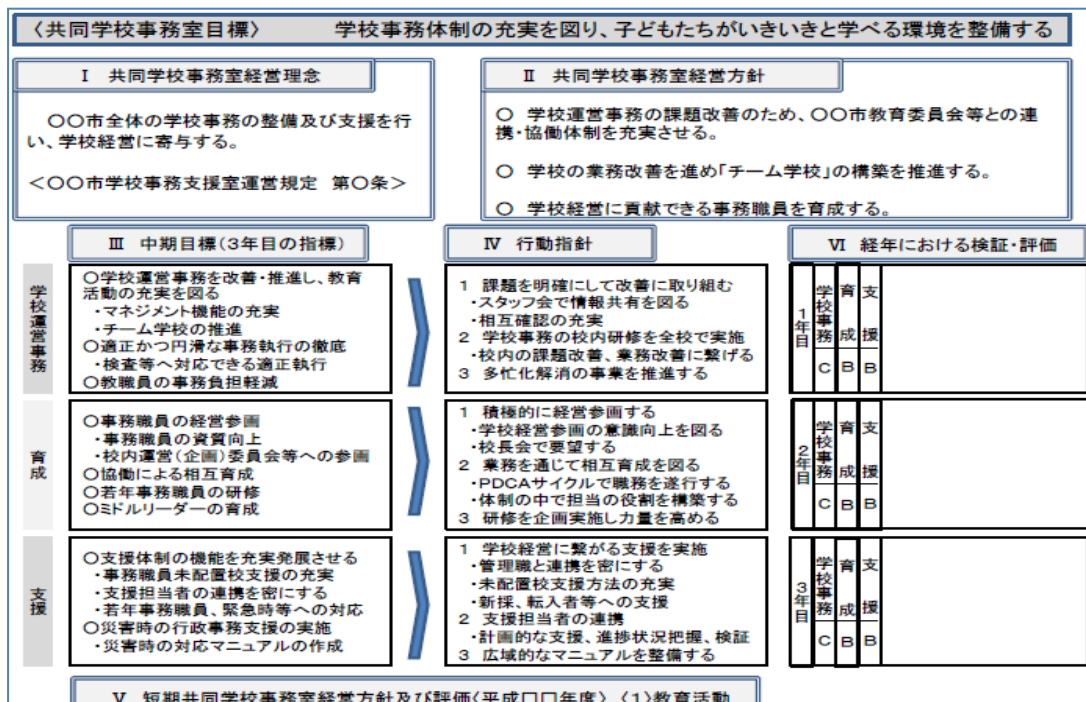 〈共同学校事務室目標〉 学校事務体制の充実を図り、子どもたちがいきいきと学べる環境を整備する
Ⅰ 共同学校事務室経営理念
〇〇市全体の学校事務の整備及び支援を行
い、学校経営に寄与する。
＜〇〇市学校事務支援室運営規定 第〇条＞
Ⅱ 共同学校事務室経営方針
〇 学校運営事務の課題改善のため、〇〇市教育委員会等との連
携・協働体制を充実させる。
〇 学校の業務改善を進め「チーム学校」の構築を推進する。
〇 学校経営に貢献できる事務職員を育成する。
Ⅲ 中期目標(3年目の指標)
Ⅳ 行動指針
Ⅵ 経年における検証・評価
学校運営事務
〇学校運営事務を改善・推進し、教育
活動の充実を図る
・マネジメント機能の充実
・チーム学校の推進
〇適正かつ円滑な事務執行の徹底
・検査等へ対応できる適正執行
〇教職員の事務負担軽減
1 課題を明確にして改善に取り組む
・スタッフ会で情報共有を図る
・相互確認の充実
2 学校事務の校内研修を全校で実施
・校内の課題改善、業務改善に繋げる
3 多忙化解消の事業を推進する
1年目
学校事務
育成
支援
C B B
育成
〇事務職員の経営参画
・事務職員の資質向上
・校内運営(企画)委員会等への参画
〇協働による相互育成
〇若年事務職員の研修
〇ミドルリーダーの育成
1 積極的に経営参画する
・学校経営参画の意識向上を図る
・校長会で要望する
2 業務を通じて相互育成を図る
・PDCAサイクルで職務を遂行する
・体制の中で担当の役割を構築する
3 研修を企画実施し力量を高める
2年目
学校事務
育成
支援
C B B
支援
〇支援体制の機能を充実発展させる
・事務職員未配置校支援の充実
・支援担当者の連携を密にする
・若年事務職員、緊急時等への対応
〇災害時の行政事務支援の実施
・災害時の対応マニュアルの作成
1 学校経営に繋がる支援を実施
・管理職と連携を密にする
・未配置校支援方法の充実
・新採、転入者等への支援
2 支援担当者の連携
・計画的な支援、進捗状況把握、検証
3 広域的なマニュアルを整備する
3年目
学校事務
育成
支援
C B B
Ⅴ 短期共同学校事務室経営方針及び評価〈平成□□年度〉 〈1〉教育活動